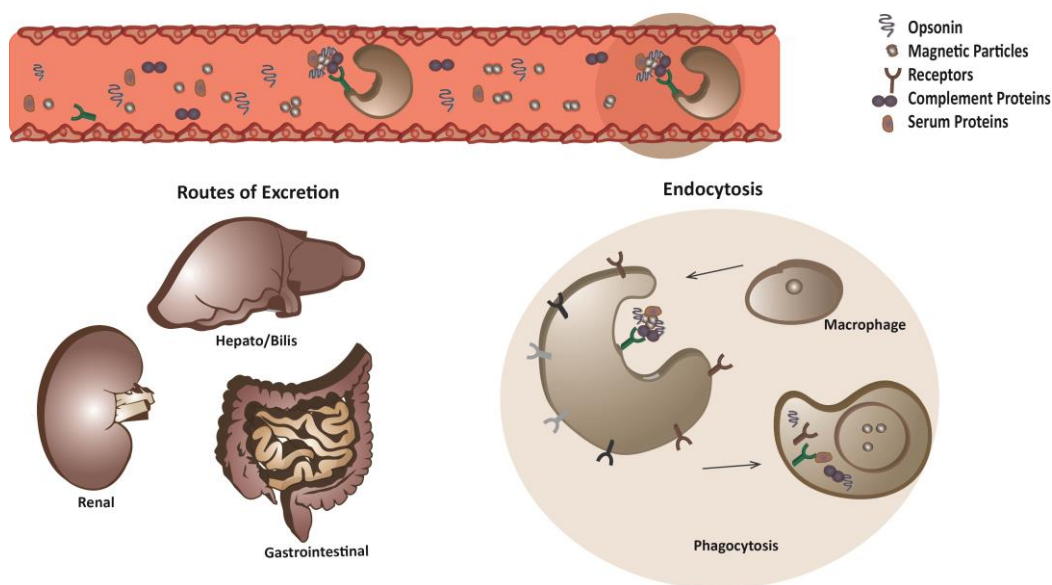 Opsonin
Magnetic Particles
Receptors
Complement Proteins
Serum Proteins
Routes of Excretion
Endocytosis
Hepato/Bilis
Macrophage
Renal
Gastrointestinal
Phagocytosis